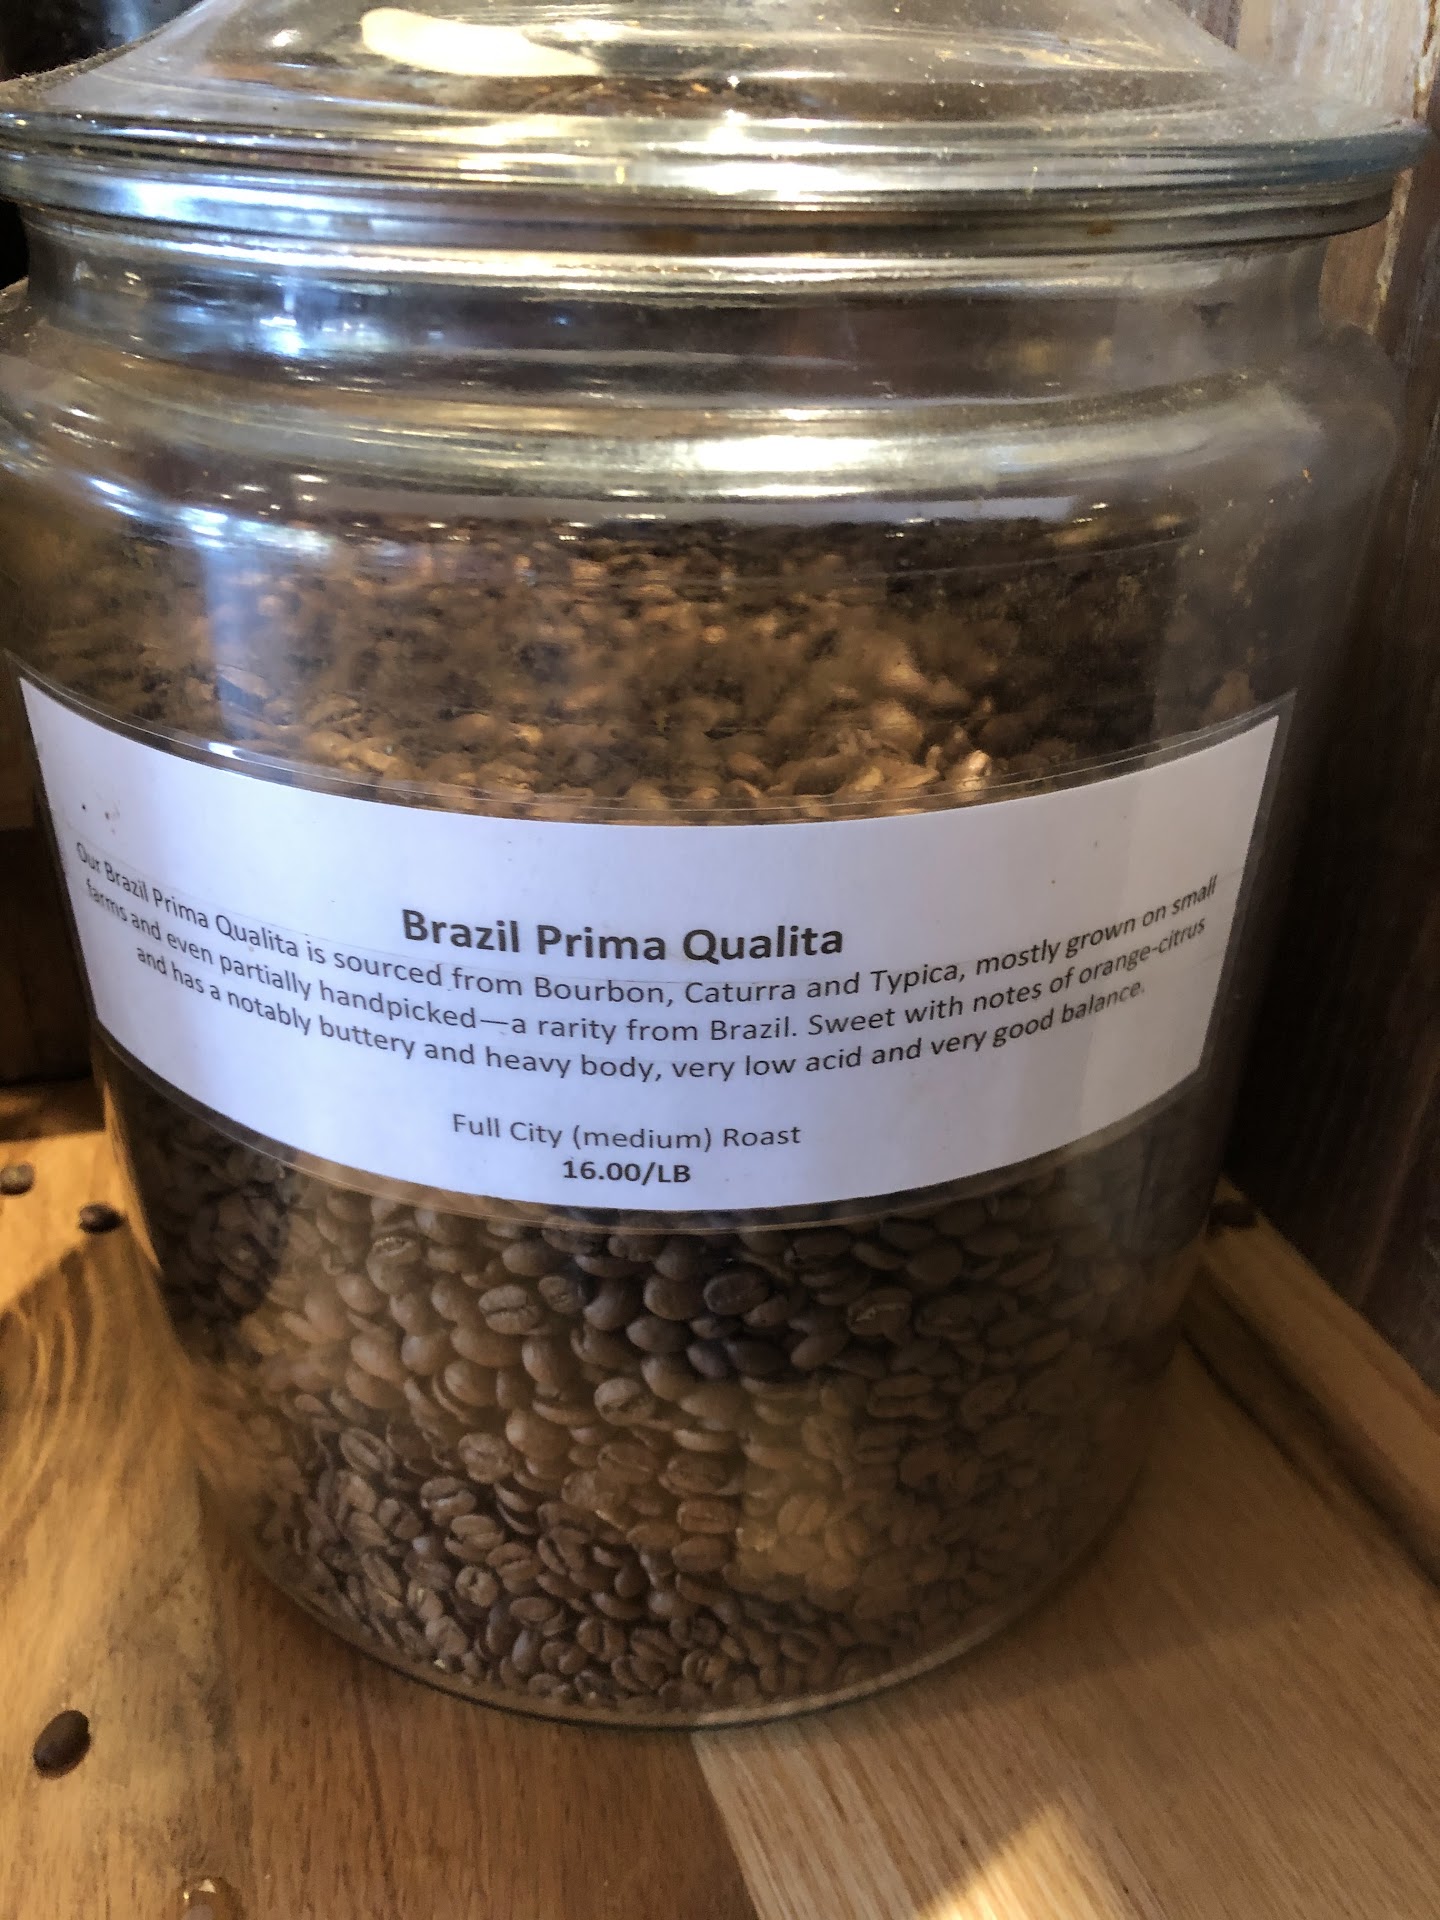 Brazil Prima Qualita
Our Brazil Prima Qualita is sourced from Bourbon, Caturra and Typica, mostly grown on small
farms and even partially handpicked—a rarity from Brazil. Sweet with notes of orange-citrus
and has a notably buttery and heavy body, very low acid and very good balance.
Full City (medium) Roast
16.00/LB